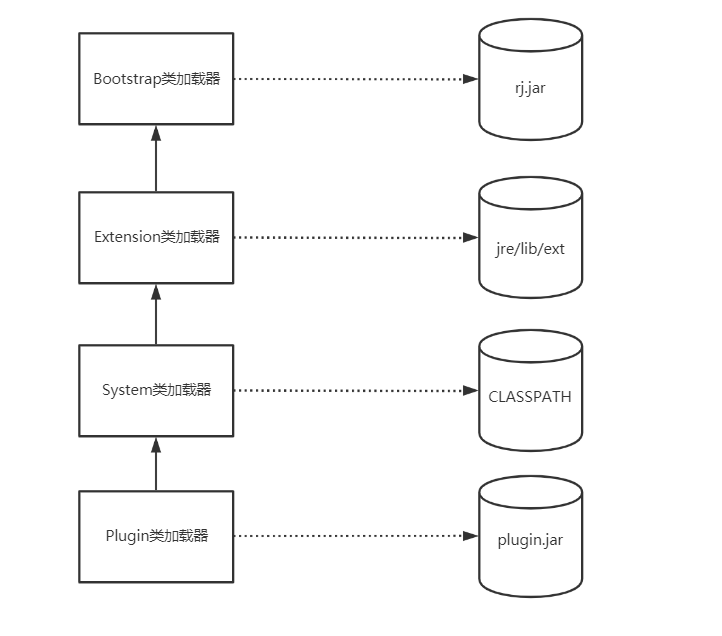 Bootstrap类加载器
rj.jar
Extension类加载器
jre/lib/ext
System类加载器
CLASSPATH
Plugin类加载器
plugin.jar